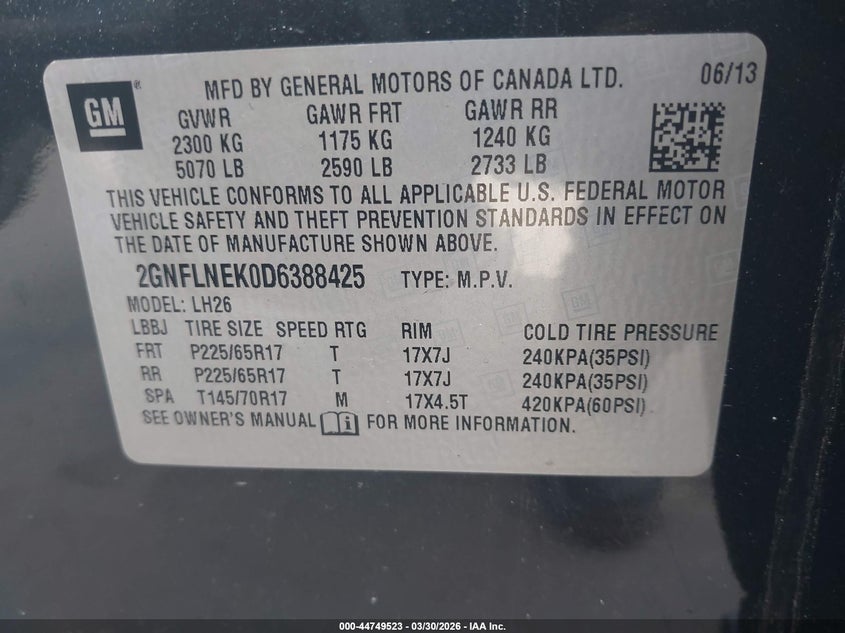 GM
®
MFD BY GENERAL MOTORS OF CANADA LTD. 06/13
GVWR GAWR FRT GAWR RR
2300 KG 1175 KG 1240 KG
5070 LB 2590 LB 2733 LB
THIS VEHICLE CONFORMS TO ALL APPLICABLE U.S. FEDERAL MOTOR
VEHICLE SAFETY AND THEFT PREVENTION STANDARDS IN EFFECT ON
THE DATE OF MANUFACTURE SHOWN ABOVE.
2GNFLNEK0D6388425 TYPE: M.P.V.
MODEL: LH26
LBBJ TIRE SIZE SPEED RTG RIM COLD TIRE PRESSURE
FRT P225/65R17 T 17X7J 240KPA(35PSI)
RR P225/65R17 T 17X7J 240KPA(35PSI)
SPA T145/70R17 M 17X4.5T 420KPA(60PSI)
SEE OWNER'S MANUAL FOR MORE INFORMATION.
000-44749523 — 03/30/2026 — IAA Inc.